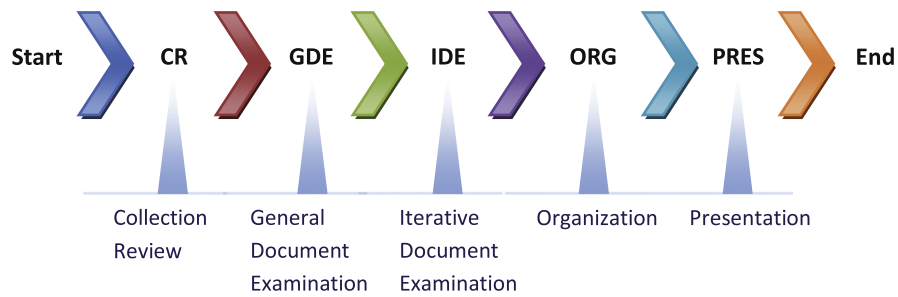 Start CR GDE IDE ORG PRES End
Collection General Iterative Organization Presentation
Review Document Document
Examination Examination